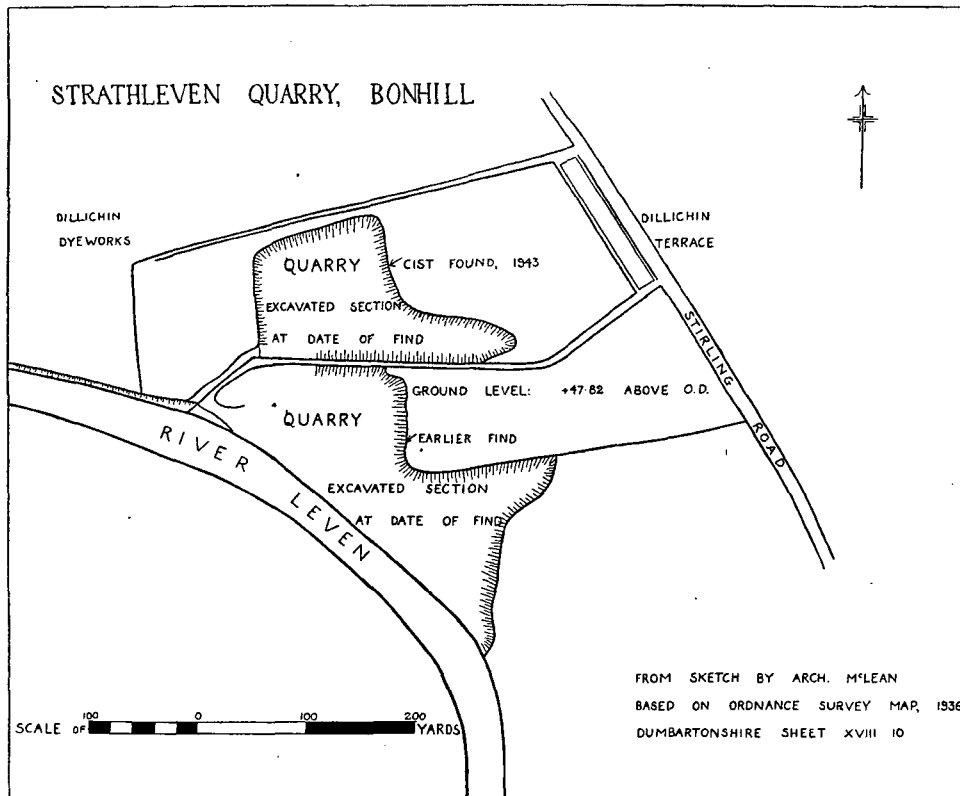 STRATHLEVEN QUARRY, BONHILL
DILLICHIN
DYEWORKS
DILLICHIN
TERRACE
QUARRY
CIST FOUND, 1943
EXCAVATED SECTION
AT DATE OF FIND
STIRLING ROAD
GROUND LEVEL: +47·82 ABOVE O.D.
QUARRY
EARLIER FIND
RIVER LEVEN
EXCAVATED SECTION
AT DATE OF FIND
FROM SKETCH BY ARCH. McLEAN
BASED ON ORDNANCE SURVEY MAP, 1936
DUMBARTONSHIRE SHEET XVIII 10
100 0 100 200
SCALE OF YARDS